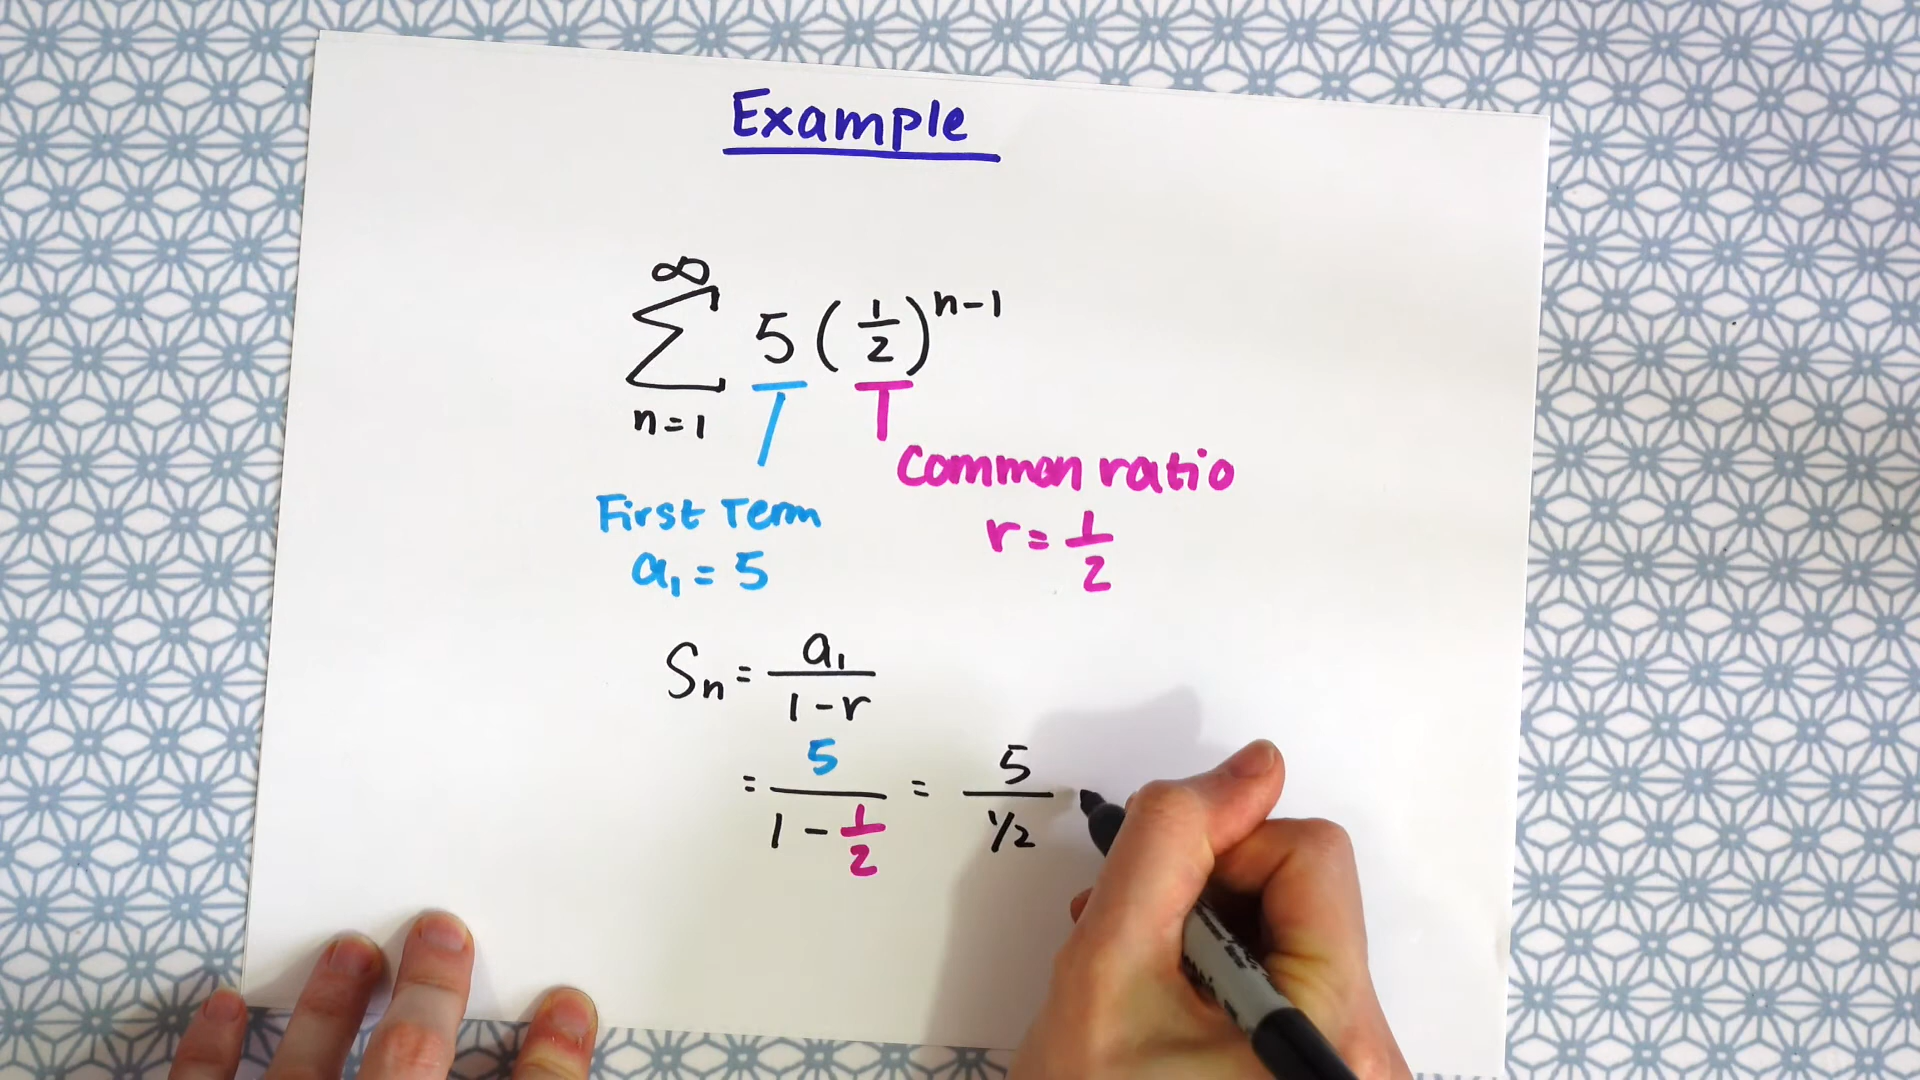 Example
∞
∑ 5 (1/2)^n-1
n=1
Common ratio
r = 1/2
First Term
a₁ = 5
Sn = a₁/1-r
= 5/1 - 1/2 = 5/½